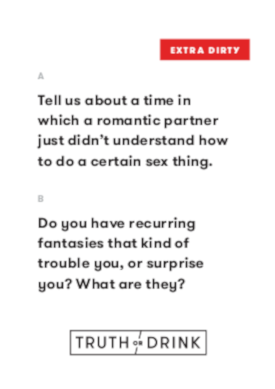 EXTRA DIRTY
A
Tell us about a time in
which a romantic partner
just didn't understand how
to do a certain sex thing.
B
Do you have recurring
fantasies that kind of
trouble you, or surprise
you? What are they?
TRUTH OR DRINK